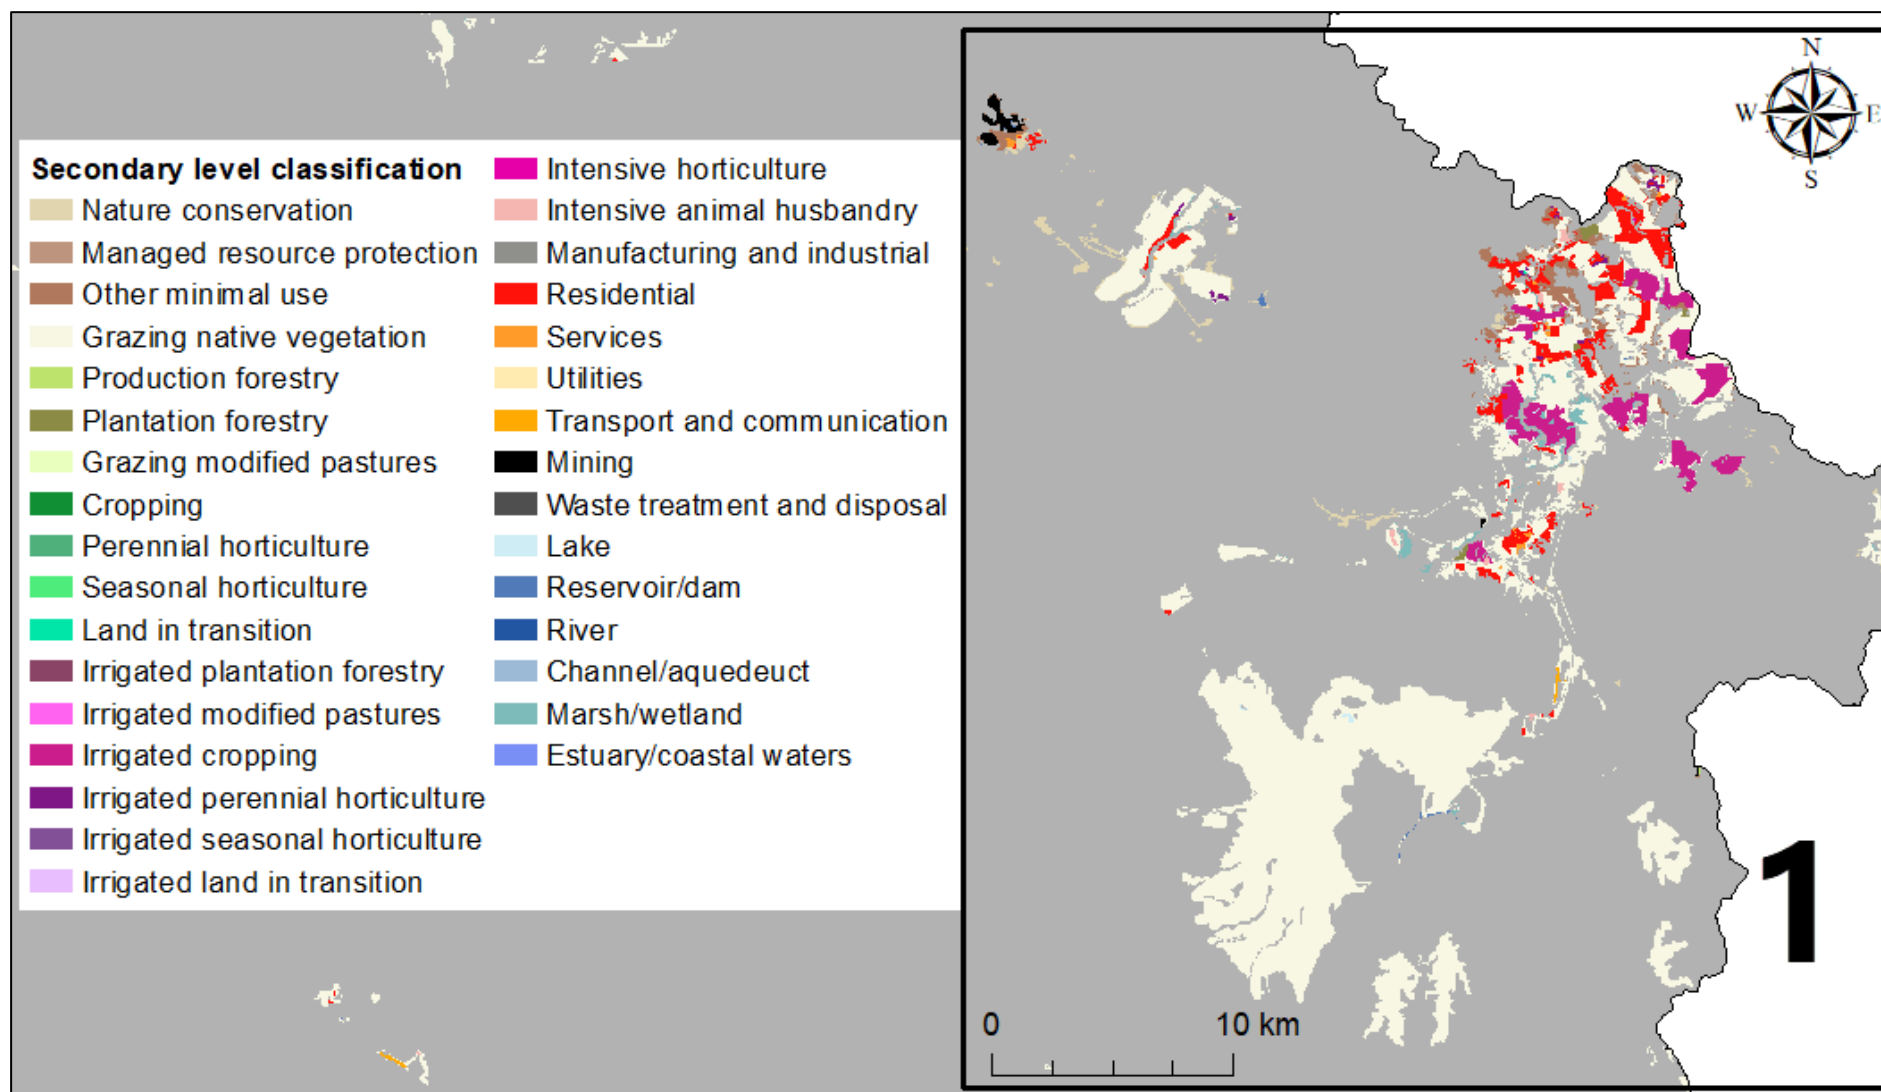 Secondary level classification
Nature conservation
Managed resource protection
Other minimal use
Grazing native vegetation
Production forestry
Plantation forestry
Grazing modified pastures
Cropping
Perennial horticulture
Seasonal horticulture
Land in transition
Irrigated plantation forestry
Irrigated modified pastures
Irrigated cropping
Irrigated perennial horticulture
Irrigated seasonal horticulture
Irrigated land in transition
Intensive horticulture
Intensive animal husbandry
Manufacturing and industrial
Residential
Services
Utilities
Transport and communication
Mining
Waste treatment and disposal
Lake
Reservoir/dam
River
Channel/aquedeuct
Marsh/wetland
Estuary/coastal waters
N
W E
S
1
0 10 km